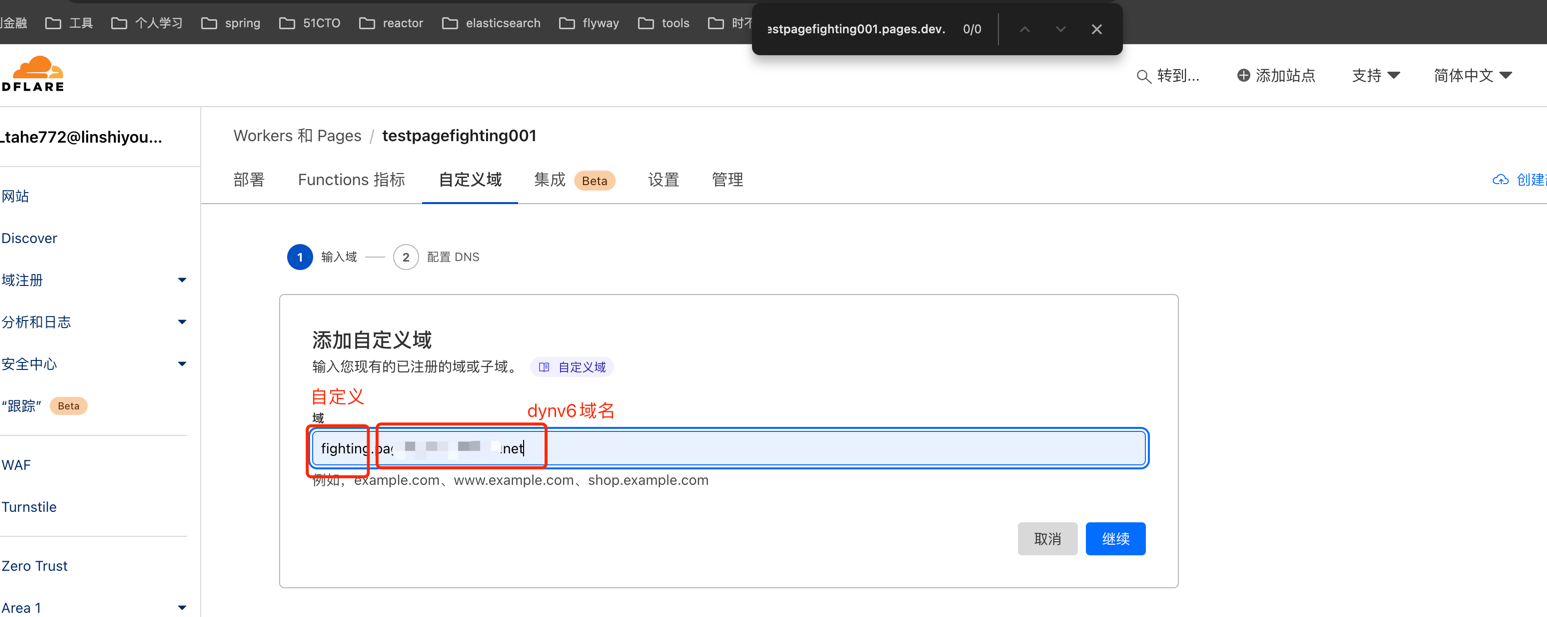 金融 工具 个人学习 spring 51CTO reactor elasticsearch flyway tools 时不
estpagefighting001.pages.dev. 0/0
DFLARE
转到... 添加站点 支持 简体中文
Ltahe772@linshiyou...
Workers 和 Pages / testpagefighting001
部署 Functions 指标 自定义域 集成 Beta 设置 管理
创建
网站
Discover
域注册
分析和日志
安全中心
“跟踪” Beta
WAF
Turnstile
Zero Trust
Area 1
1 输入域 2 配置 DNS
添加自定义域
输入您现有的已注册的域或子域。 自定义域
自定义
dynv6域名
域
fighting.pa .net
例如，example.com、www.example.com、shop.example.com
取消 继续